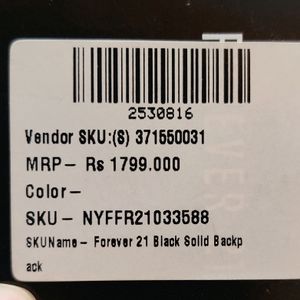 2530816
Vendor SKU:(S) 371550031
MRP- Rs 1799.000
Color-
SKU- NYFFR21033588
SKUName- Forever 21 Black Solid Backp
ack